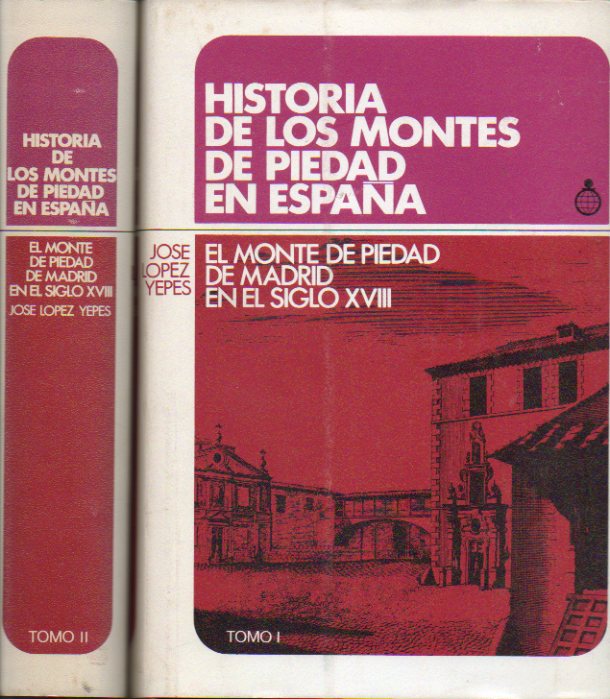 HISTORIA
DE
LOS MONTES
DE PIEDAD
EN ESPAÑA
EL MONTE
DE PIEDAD
DE MADRID
EN EL SIGLO XVIII
JOSE LOPEZ YEPES
TOMO II
HISTORIA
DE LOS MONTES
DE PIEDAD
EN ESPAÑA
JOSE
LOPEZ
YEPES
EL MONTE DE PIEDAD
DE MADRID
EN EL SIGLO XVIII
TOMO I